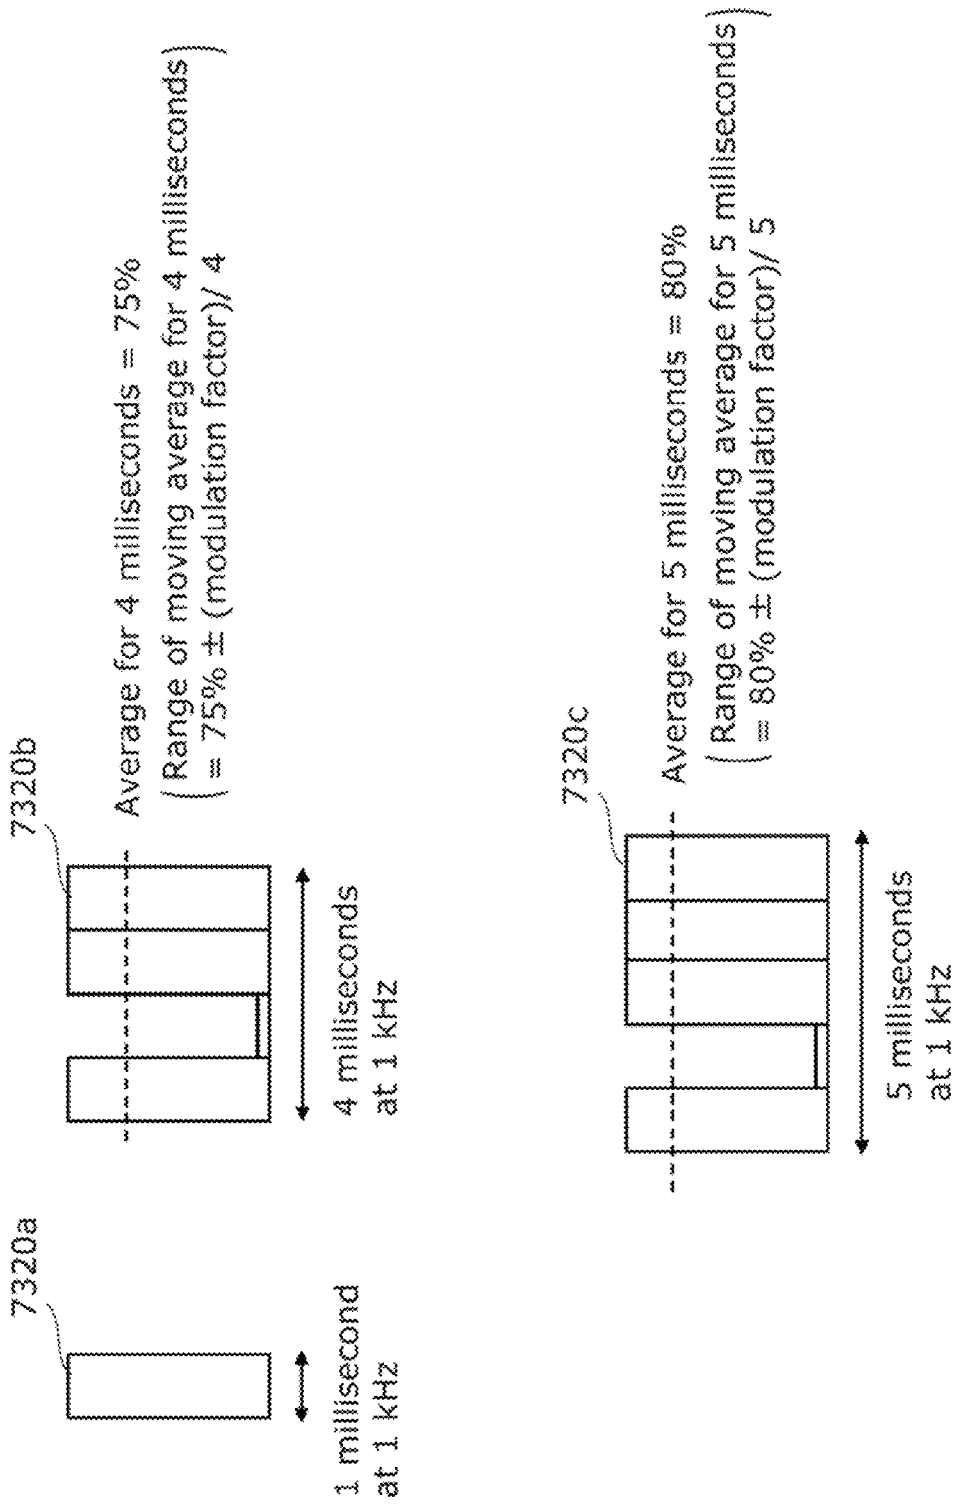 7320a
1 millisecond
at 1 kHz
7320b
4 milliseconds
at 1 kHz
Average for 4 milliseconds = 75%
(Range of moving average for 4 milliseconds
= 75% ± (modulation factor)/ 4)
7320c
5 milliseconds
at 1 kHz
Average for 5 milliseconds = 80%
(Range of moving average for 5 milliseconds
= 80% ± (modulation factor)/ 5)